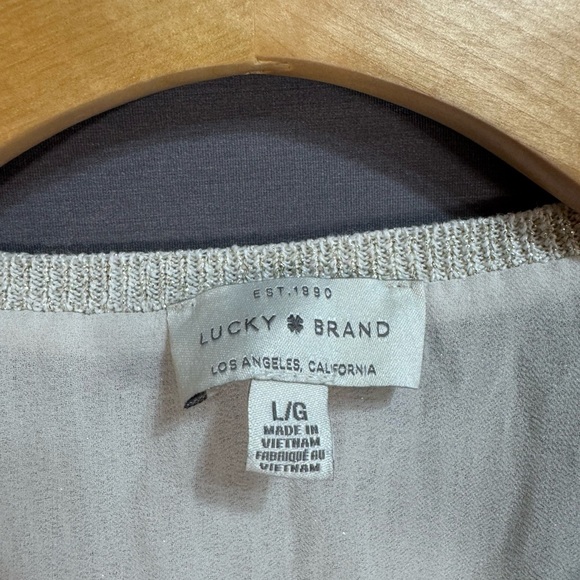 EST.1990
LUCKY BRAND
LOS ANGELES, CALIFORNIA
L/G
MADE IN
VIETNAM
FABRIQUÉ AU
VIETNAM